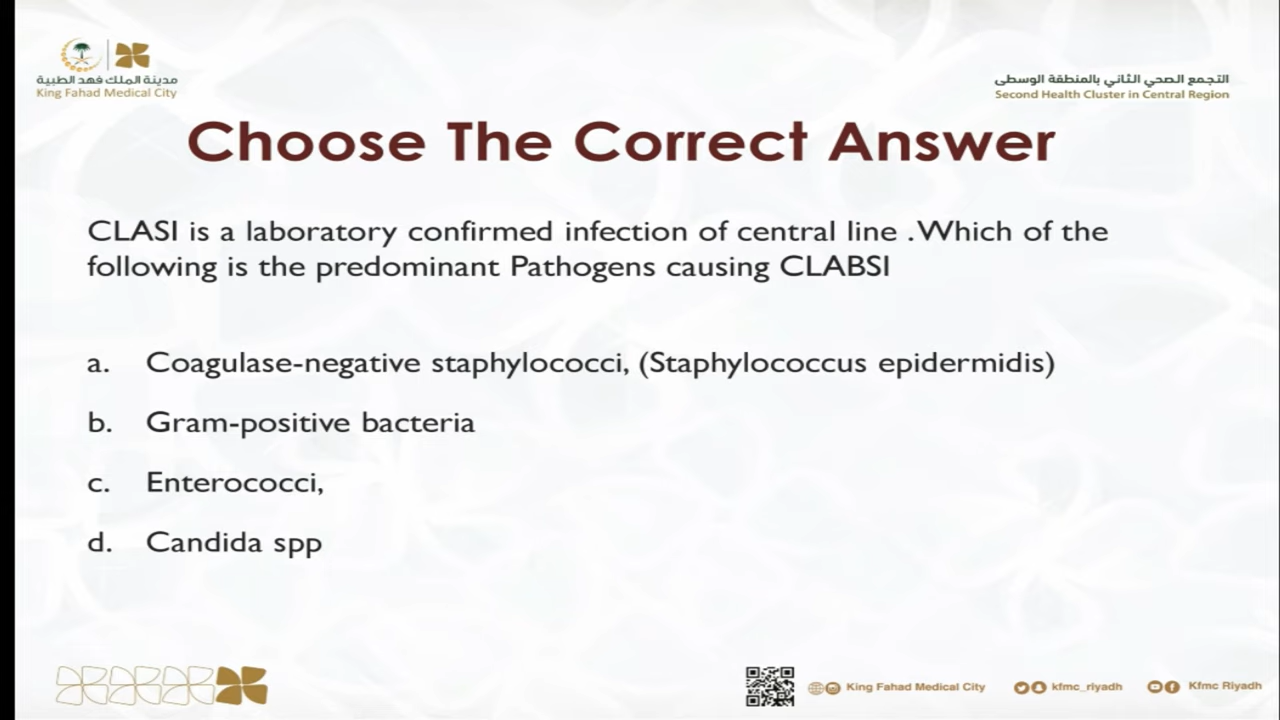 مدينة الملك فهد الطبية
King Fahad Medical City
التجمع الصحي الثاني بالمنطقة الوسطى
Second Health Cluster in Central Region
Choose The Correct Answer
CLASI is a laboratory confirmed infection of central line .Which of the
following is the predominant Pathogens causing CLABSI
a. Coagulase-negative staphylococci, (Staphylococcus epidermidis)
b. Gram-positive bacteria
c. Enterococci,
d. Candida spp
King Fahad Medical City
kfmc_riyadh
Kfmc Riyadh